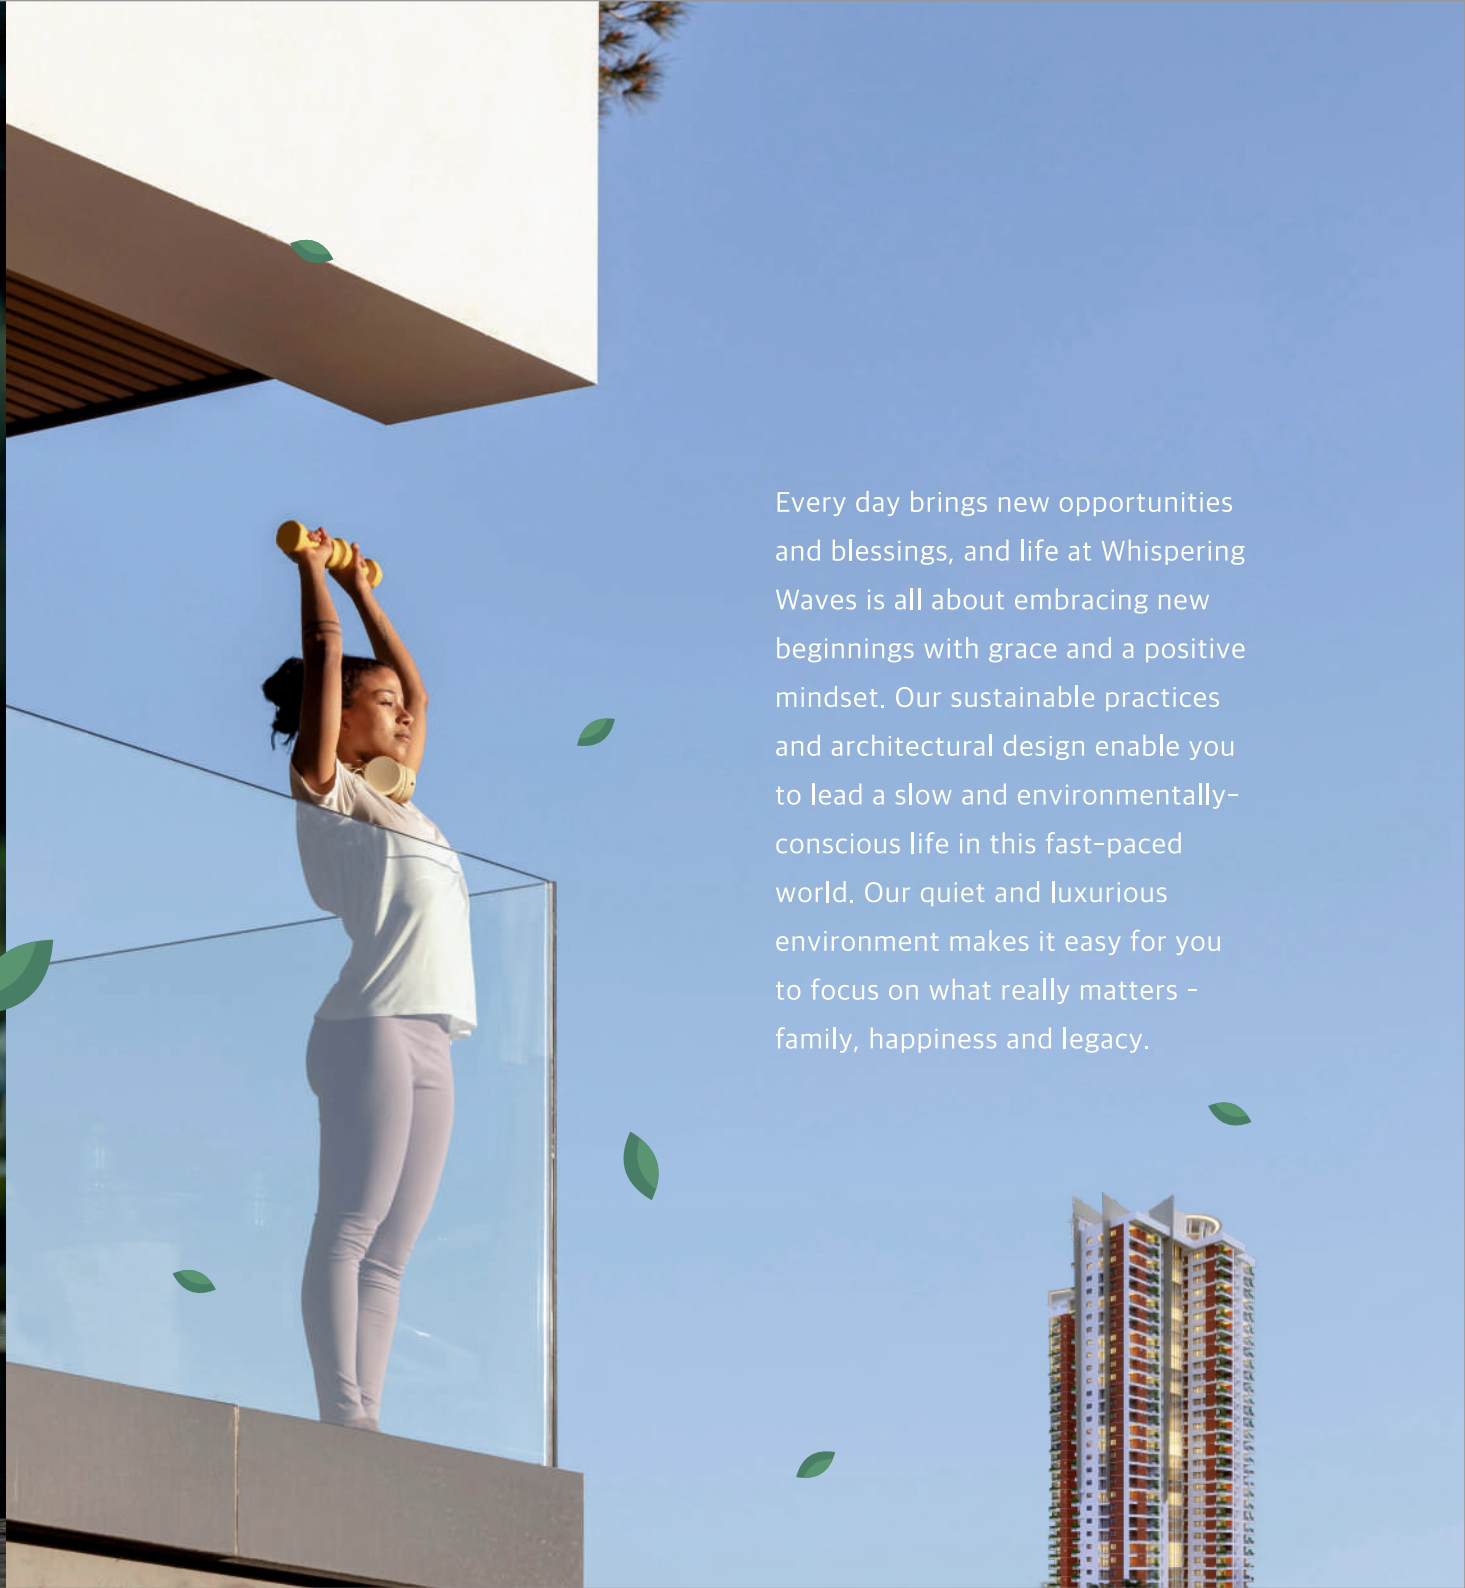 Every day brings new opportunities
and blessings, and life at Whispering
Waves is all about embracing new
beginnings with grace and a positive
mindset. Our sustainable practices
and architectural design enable you
to lead a slow and environmentally-
conscious life in this fast-paced
world. Our quiet and luxurious
environment makes it easy for you
to focus on what really matters -
family, happiness and legacy.